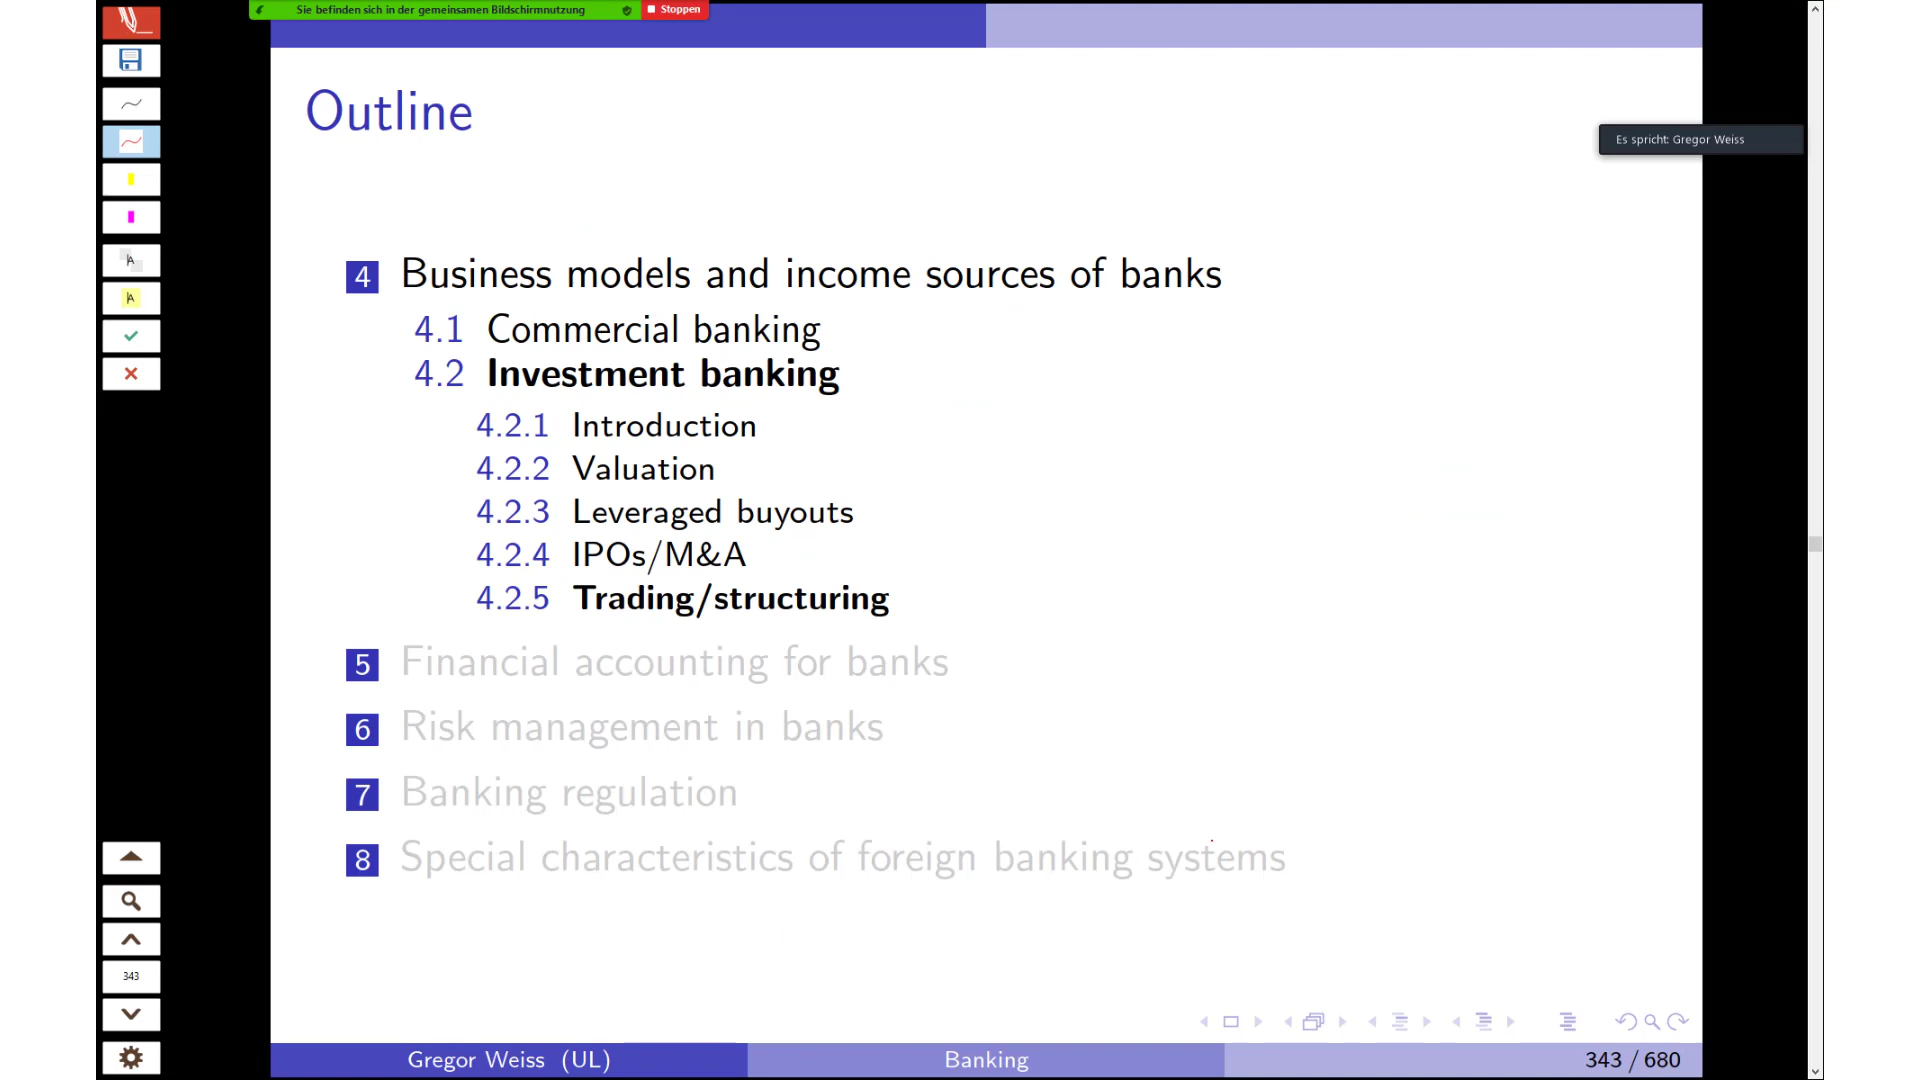 Sie befinden sich in der gemeinsamen Bildschirmnutzung
Stoppen
Outline
Es spricht: Gregor Weiss
4 Business models and income sources of banks
4.1 Commercial banking
4.2 Investment banking
4.2.1 Introduction
4.2.2 Valuation
4.2.3 Leveraged buyouts
4.2.4 IPOs/M&A
4.2.5 Trading/structuring
5 Financial accounting for banks
6 Risk management in banks
7 Banking regulation
8 Special characteristics of foreign banking systems
A
A
343
Gregor Weiss (UL) Banking 343 / 680